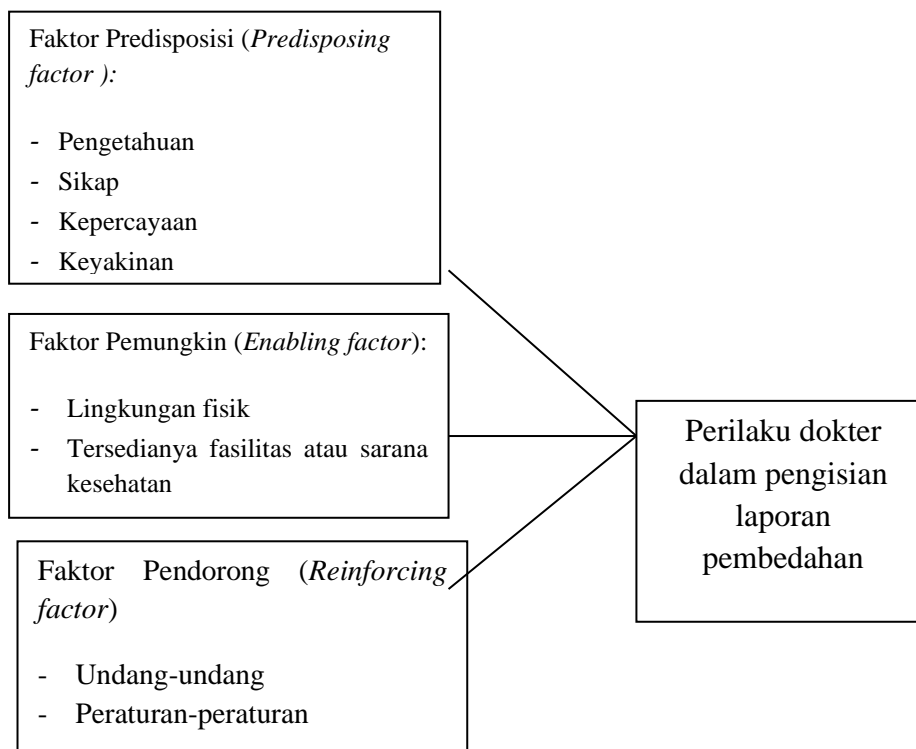 Faktor Predisposisi (Predisposing
factor ):
- Pengetahuan
- Sikap
- Kepercayaan
- Keyakinan
Faktor Pemungkin (Enabling factor):
- Lingkungan fisik
- Tersedianya fasilitas atau sarana
kesehatan
Perilaku dokter
dalam pengisian
laporan
pembedahan
Faktor Pendorong (Reinforcing
factor)
- Undang-undang
- Peraturan-peraturan